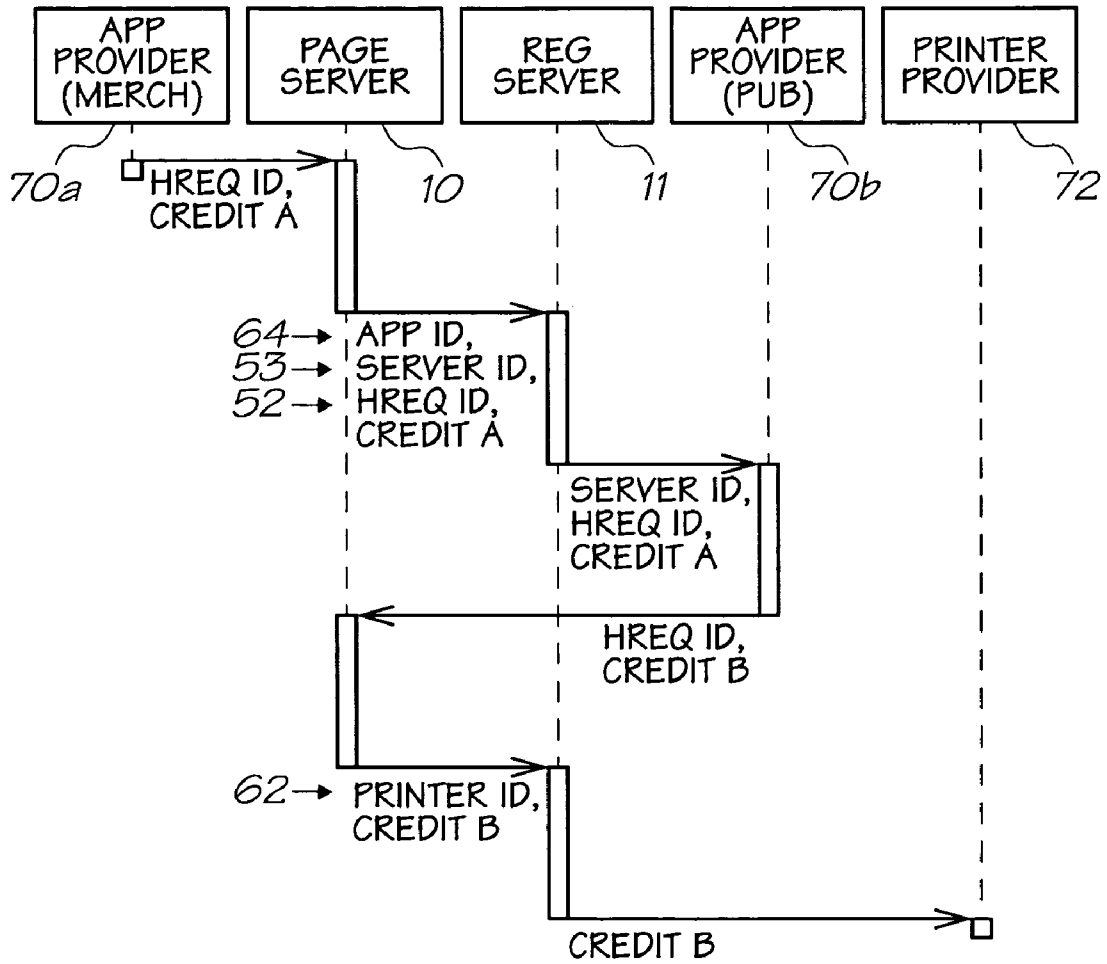 APP
PROVIDER
(MERCH)
PAGE
SERVER
REG
SERVER
APP
PROVIDER
(PUB)
PRINTER
PROVIDER
70a
10
11
70b
72
HREQ ID,
CREDIT A
64
APP ID,
53
SERVER ID,
52
HREQ ID,
CREDIT A
SERVER ID,
HREQ ID,
CREDIT A
HREQ ID,
CREDIT B
62
PRINTER ID,
CREDIT B
CREDIT B